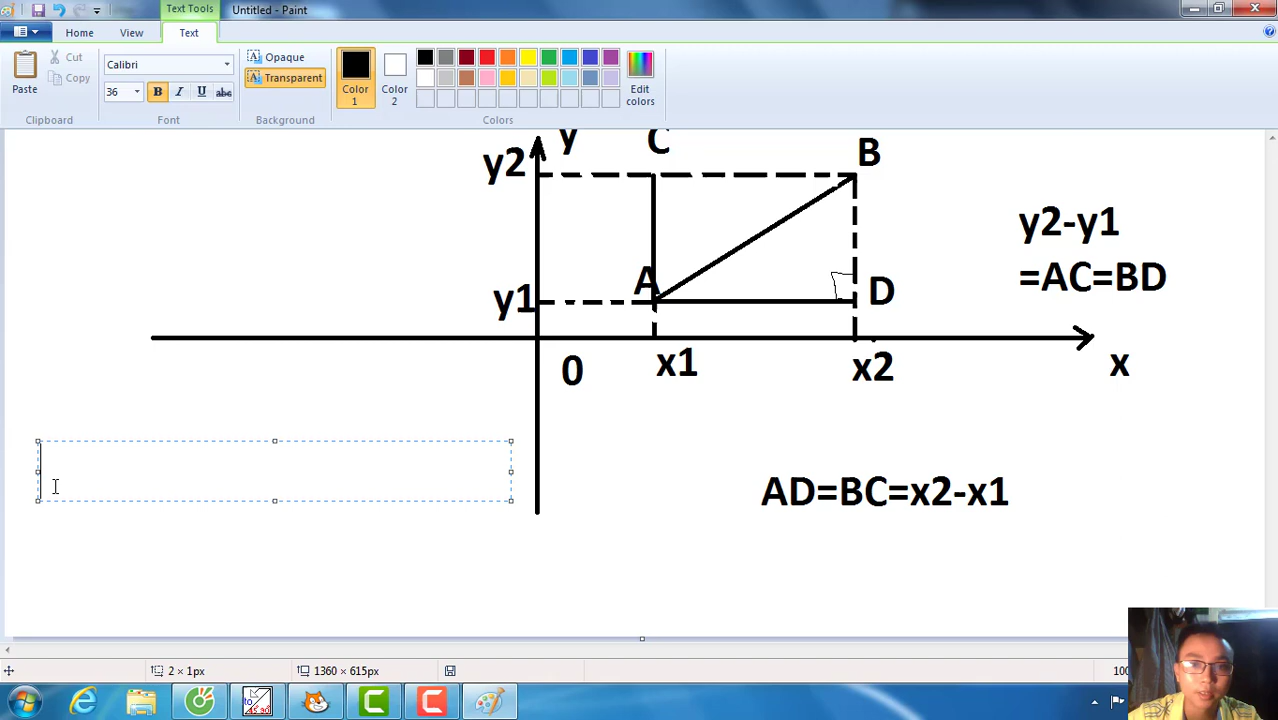 Text Tools
Untitled - Paint
Home
View
Text
Paste
Cut
Copy
Clipboard
Calibri
36
B
I
U
abc
Font
A
Opaque
A
Transparent
Background
Color
1
Color
2
Edit
colors
Colors
y
C
B
y2
y2-y1
=AC=BD
A
D
y1
0
x1
x2
x
AD=BC=x2-x1
2 × 1px
1360 × 615px
100